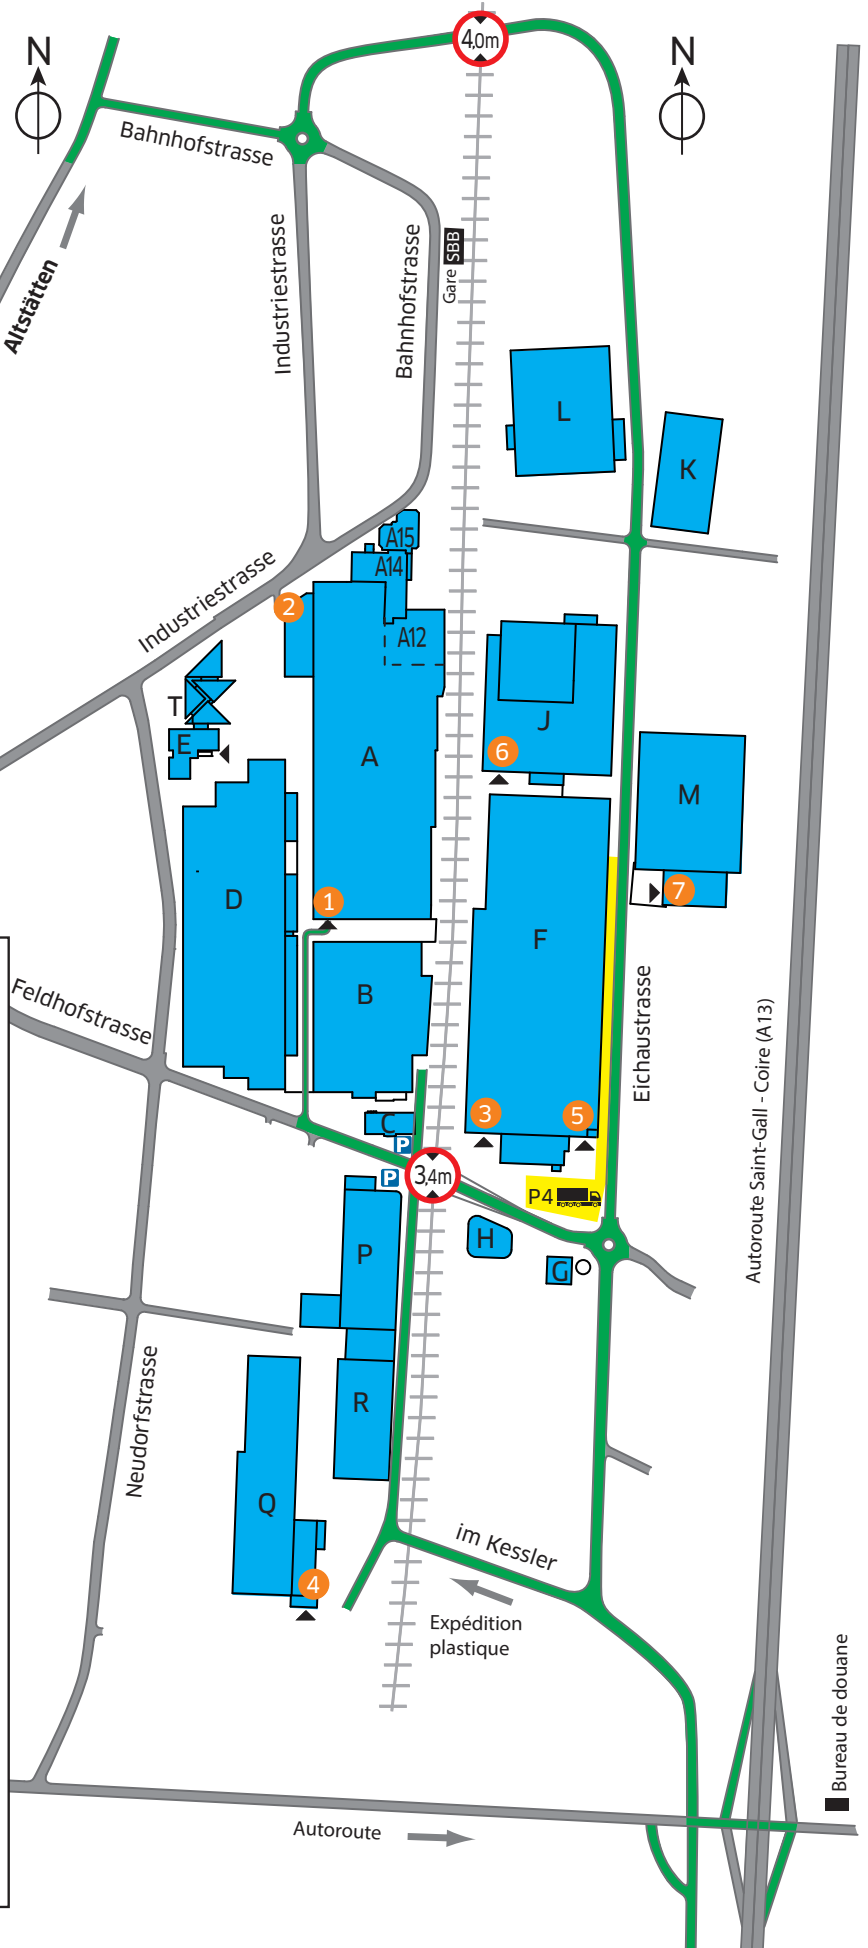 4,0m
N
N
Bahnhofstrasse
Industriestrasse
Bahnhofstrasse
Gare SBB
Altstätten
L
K
A15
A14
Industriestrasse
2
A12
T
J
E
6
A
M
D
1
7
F
B
Feldhofstrasse
Eichaustrasse
Autoroute Saint-Gall - Coire (A13)
3
5
C
P
P
3,4m
P4
H
G
P
Neudorfstrasse
R
Q
im Kessler
4
Expédition
plastique
Bureau de douane
Autoroute